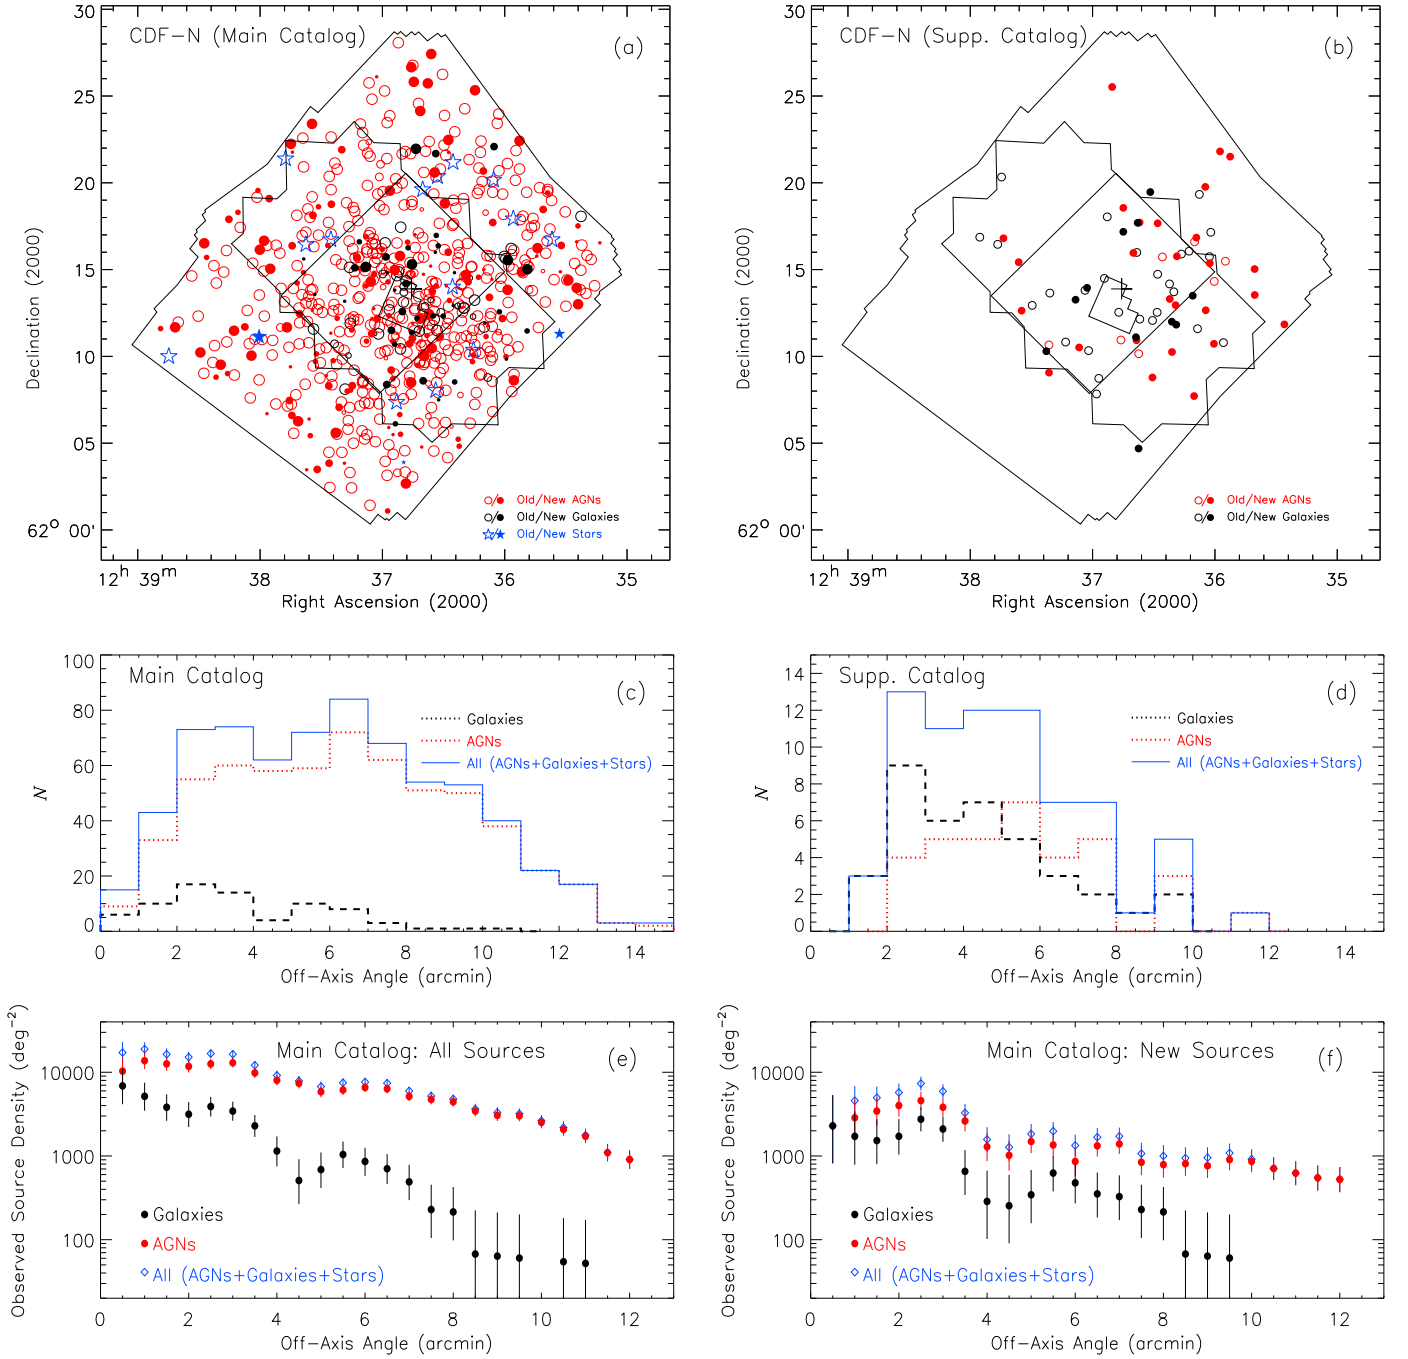 CDF-N (Main Catalog)
(a)
30
25
20
15
10
05
62° 00'
Declination (2000)
Old/New AGNs
Old/New Galaxies
Old/New Stars
12h 39m
38
37
36
35
Right Ascension (2000)
CDF-N (Supp. Catalog)
(b)
30
25
20
15
10
05
62° 00'
Declination (2000)
Old/New AGNs
Old/New Galaxies
12h 39m
38
37
36
35
Right Ascension (2000)
Main Catalog
(c)
100
80
60
40
20
0
N
Galaxies
AGNs
All (AGNs+Galaxies+Stars)
0 2 4 6 8 10 12 14
Off-Axis Angle (arcmin)
Supp. Catalog
(d)
14
12
10
8
6
4
2
0
N
Galaxies
AGNs
All (AGNs+Galaxies+Stars)
0 2 4 6 8 10 12 14
Off-Axis Angle (arcmin)
Main Catalog: All Sources
(e)
10000
1000
100
Observed Source Density (deg⁻²)
Galaxies
AGNs
All (AGNs+Galaxies+Stars)
0 2 4 6 8 10 12
Off-Axis Angle (arcmin)
Main Catalog: New Sources
(f)
10000
1000
100
Observed Source Density (deg⁻²)
Galaxies
AGNs
All (AGNs+Galaxies+Stars)
0 2 4 6 8 10 12
Off-Axis Angle (arcmin)